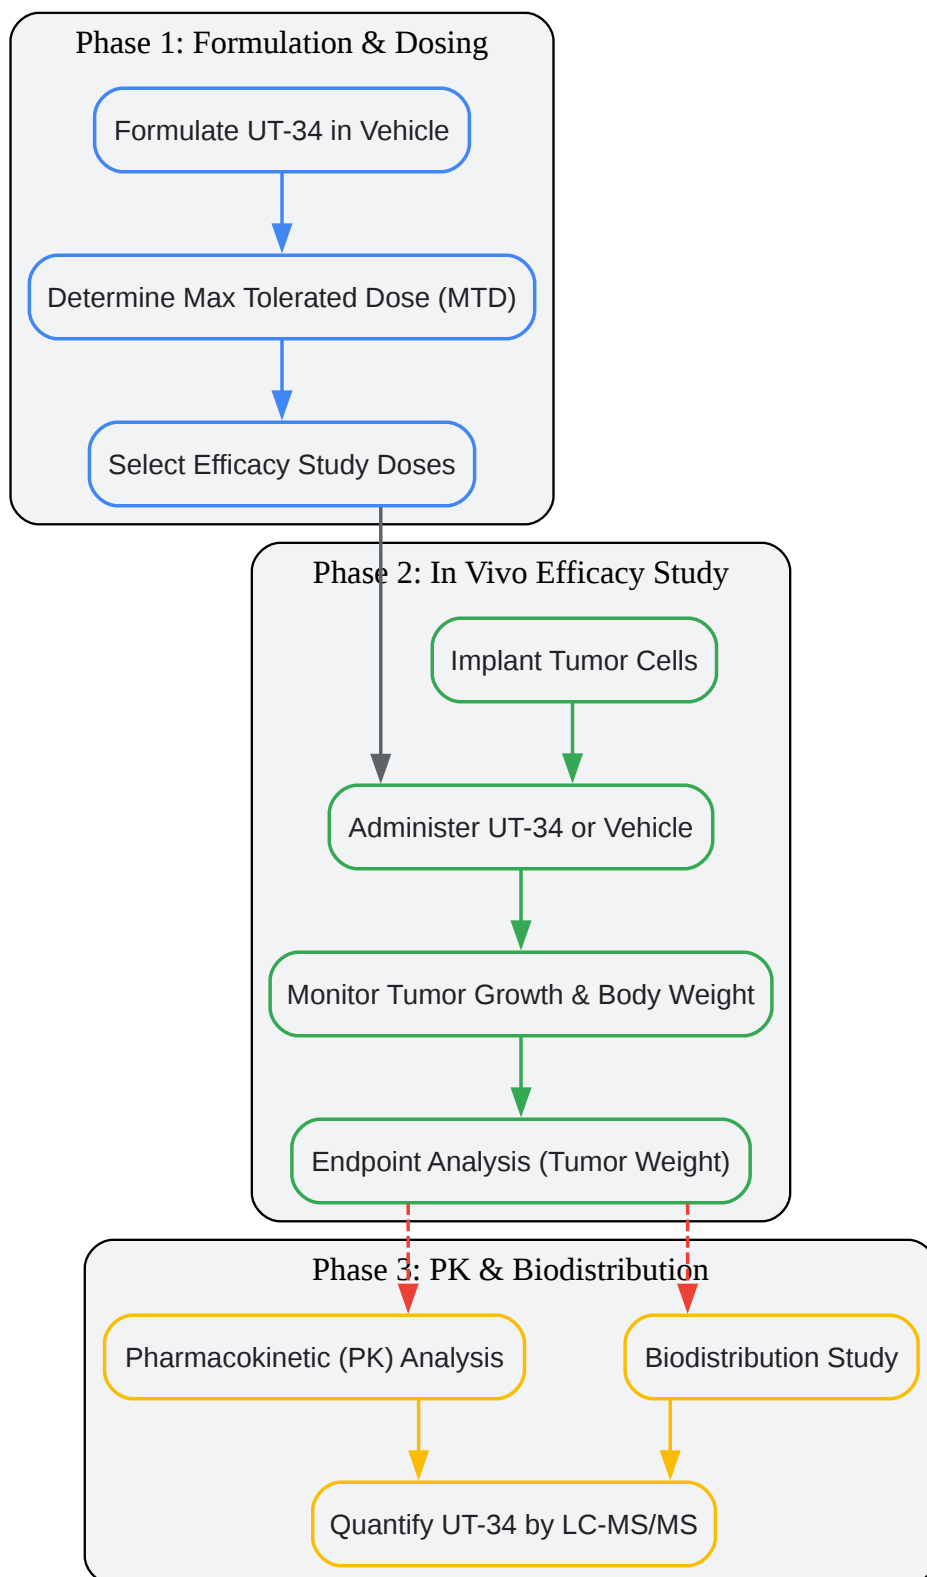 Phase 1: Formulation & Dosing
Formulate UT-34 in Vehicle
Determine Max Tolerated Dose (MTD)
Select Efficacy Study Doses
Phase 2: In Vivo Efficacy Study
Implant Tumor Cells
Administer UT-34 or Vehicle
Monitor Tumor Growth & Body Weight
Endpoint Analysis (Tumor Weight)
Phase 3: PK & Biodistribution
Pharmacokinetic (PK) Analysis
Biodistribution Study
Quantify UT-34 by LC-MS/MS